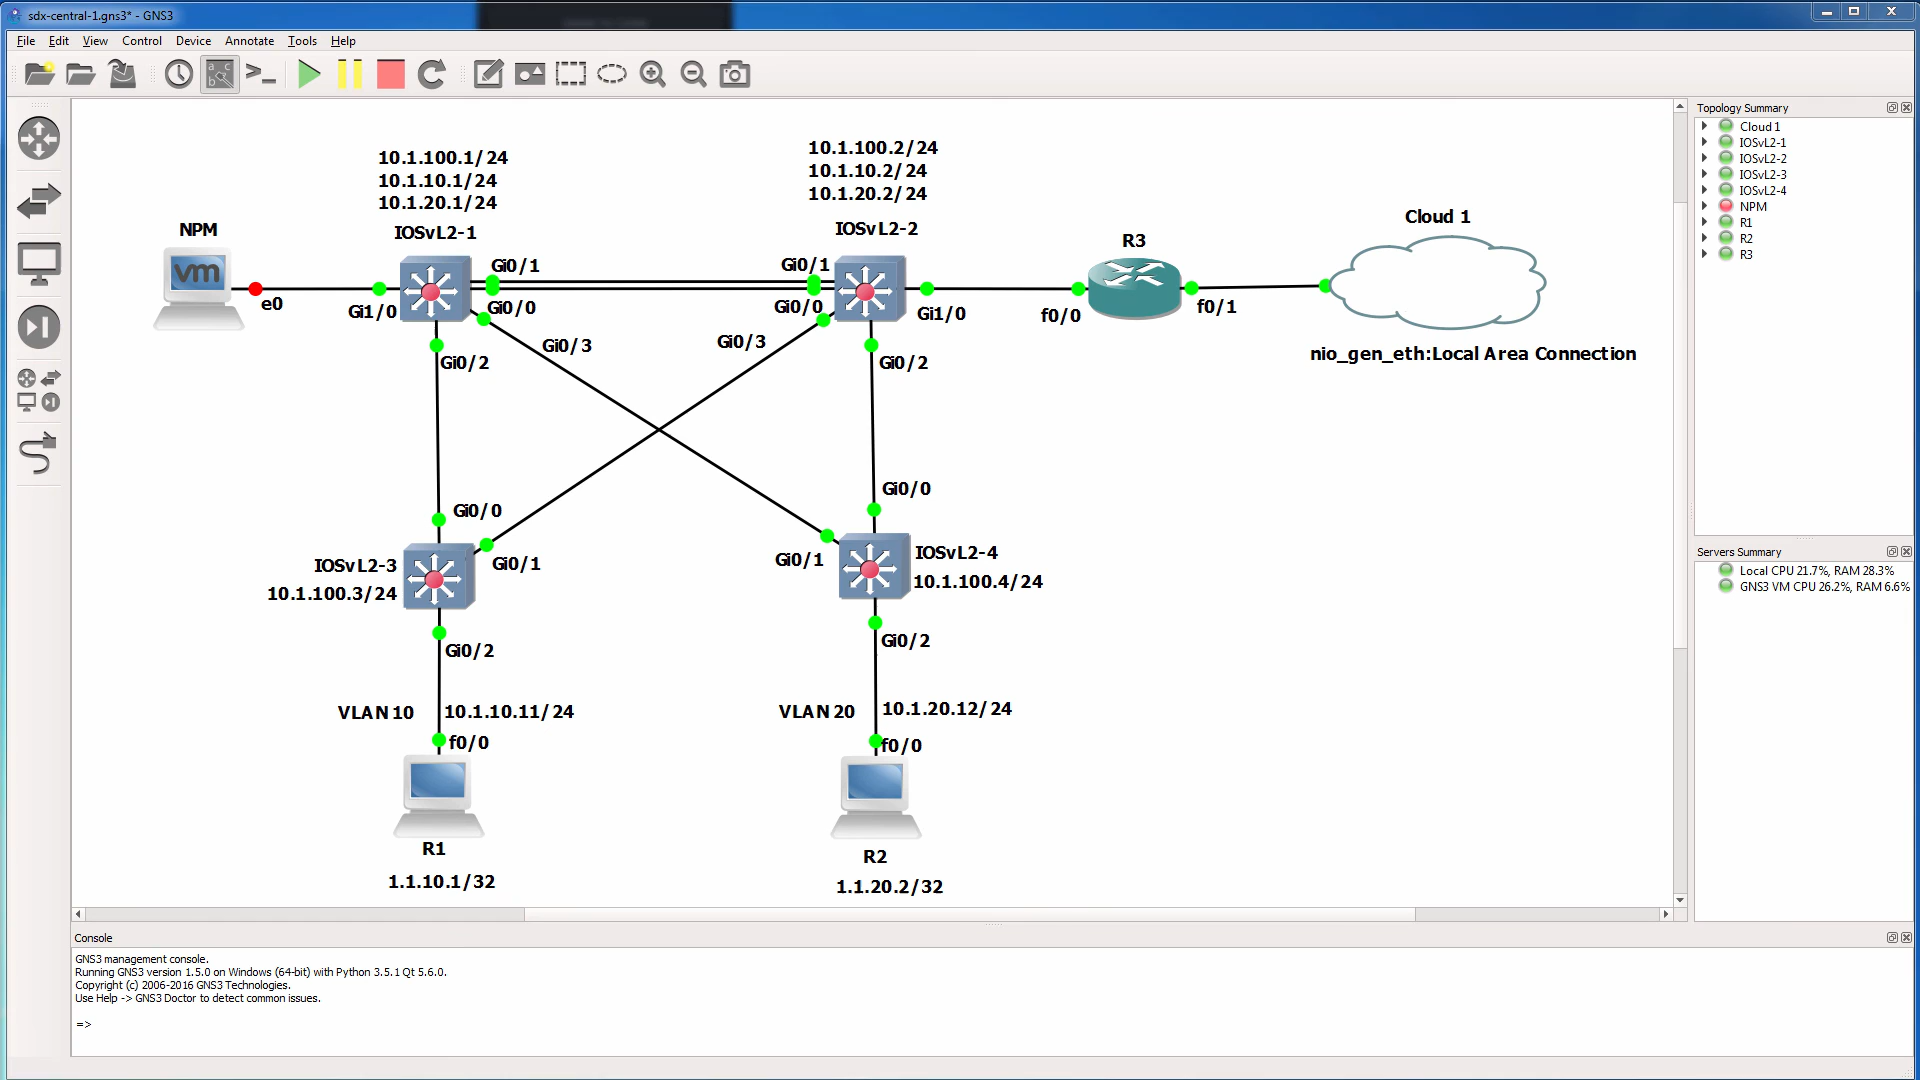 sdx-central-1.gns3* - GNS3
File Edit View Control Device Annotate Tools Help
Topology Summary
Cloud 1
IOSvL2-1
IOSvL2-2
IOSvL2-3
IOSvL2-4
NPM
R1
R2
R3
10.1.100.1/24
10.1.10.1/24
10.1.20.1/24
IOSvL2-1
10.1.100.2/24
10.1.10.2/24
10.1.20.2/24
IOSvL2-2
NPM
vm
e0
Gi1/0
Gi0/1
Gi0/0
Gi0/3
Gi0/2
Gi0/1
Gi0/0
Gi0/3
Gi0/2
Gi1/0
R3
f0/0
f0/1
Cloud 1
nio_gen_eth:Local Area Connection
Gi0/0
Gi0/1
IOSvL2-3
10.1.100.3/24
Gi0/2
Gi0/0
Gi0/1
IOSvL2-4
10.1.100.4/24
Gi0/2
VLAN 10
10.1.10.11/24
f0/0
R1
1.1.10.1/32
VLAN 20
10.1.20.12/24
f0/0
R2
1.1.20.2/32
Servers Summary
Local CPU 21.7%, RAM 28.3%
GNS3 VM CPU 26.2%, RAM 6.6%
Console
GNS3 management console.
Running GNS3 version 1.5.0 on Windows (64-bit) with Python 3.5.1 Qt 5.6.0.
Copyright (c) 2006-2016 GNS3 Technologies.
Use Help -> GNS3 Doctor to detect common issues.
=>